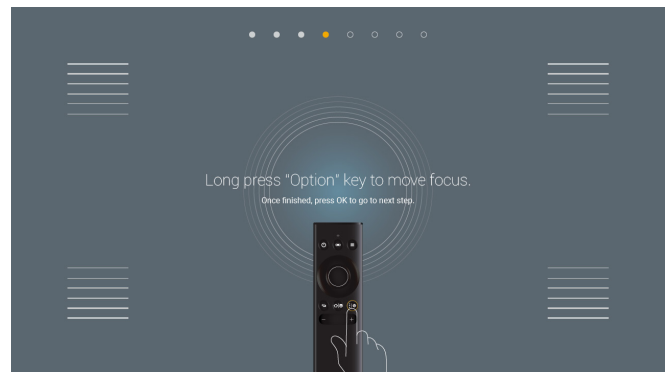 Long press “Option” key to move focus.
Once finished, press OK to go to next step.